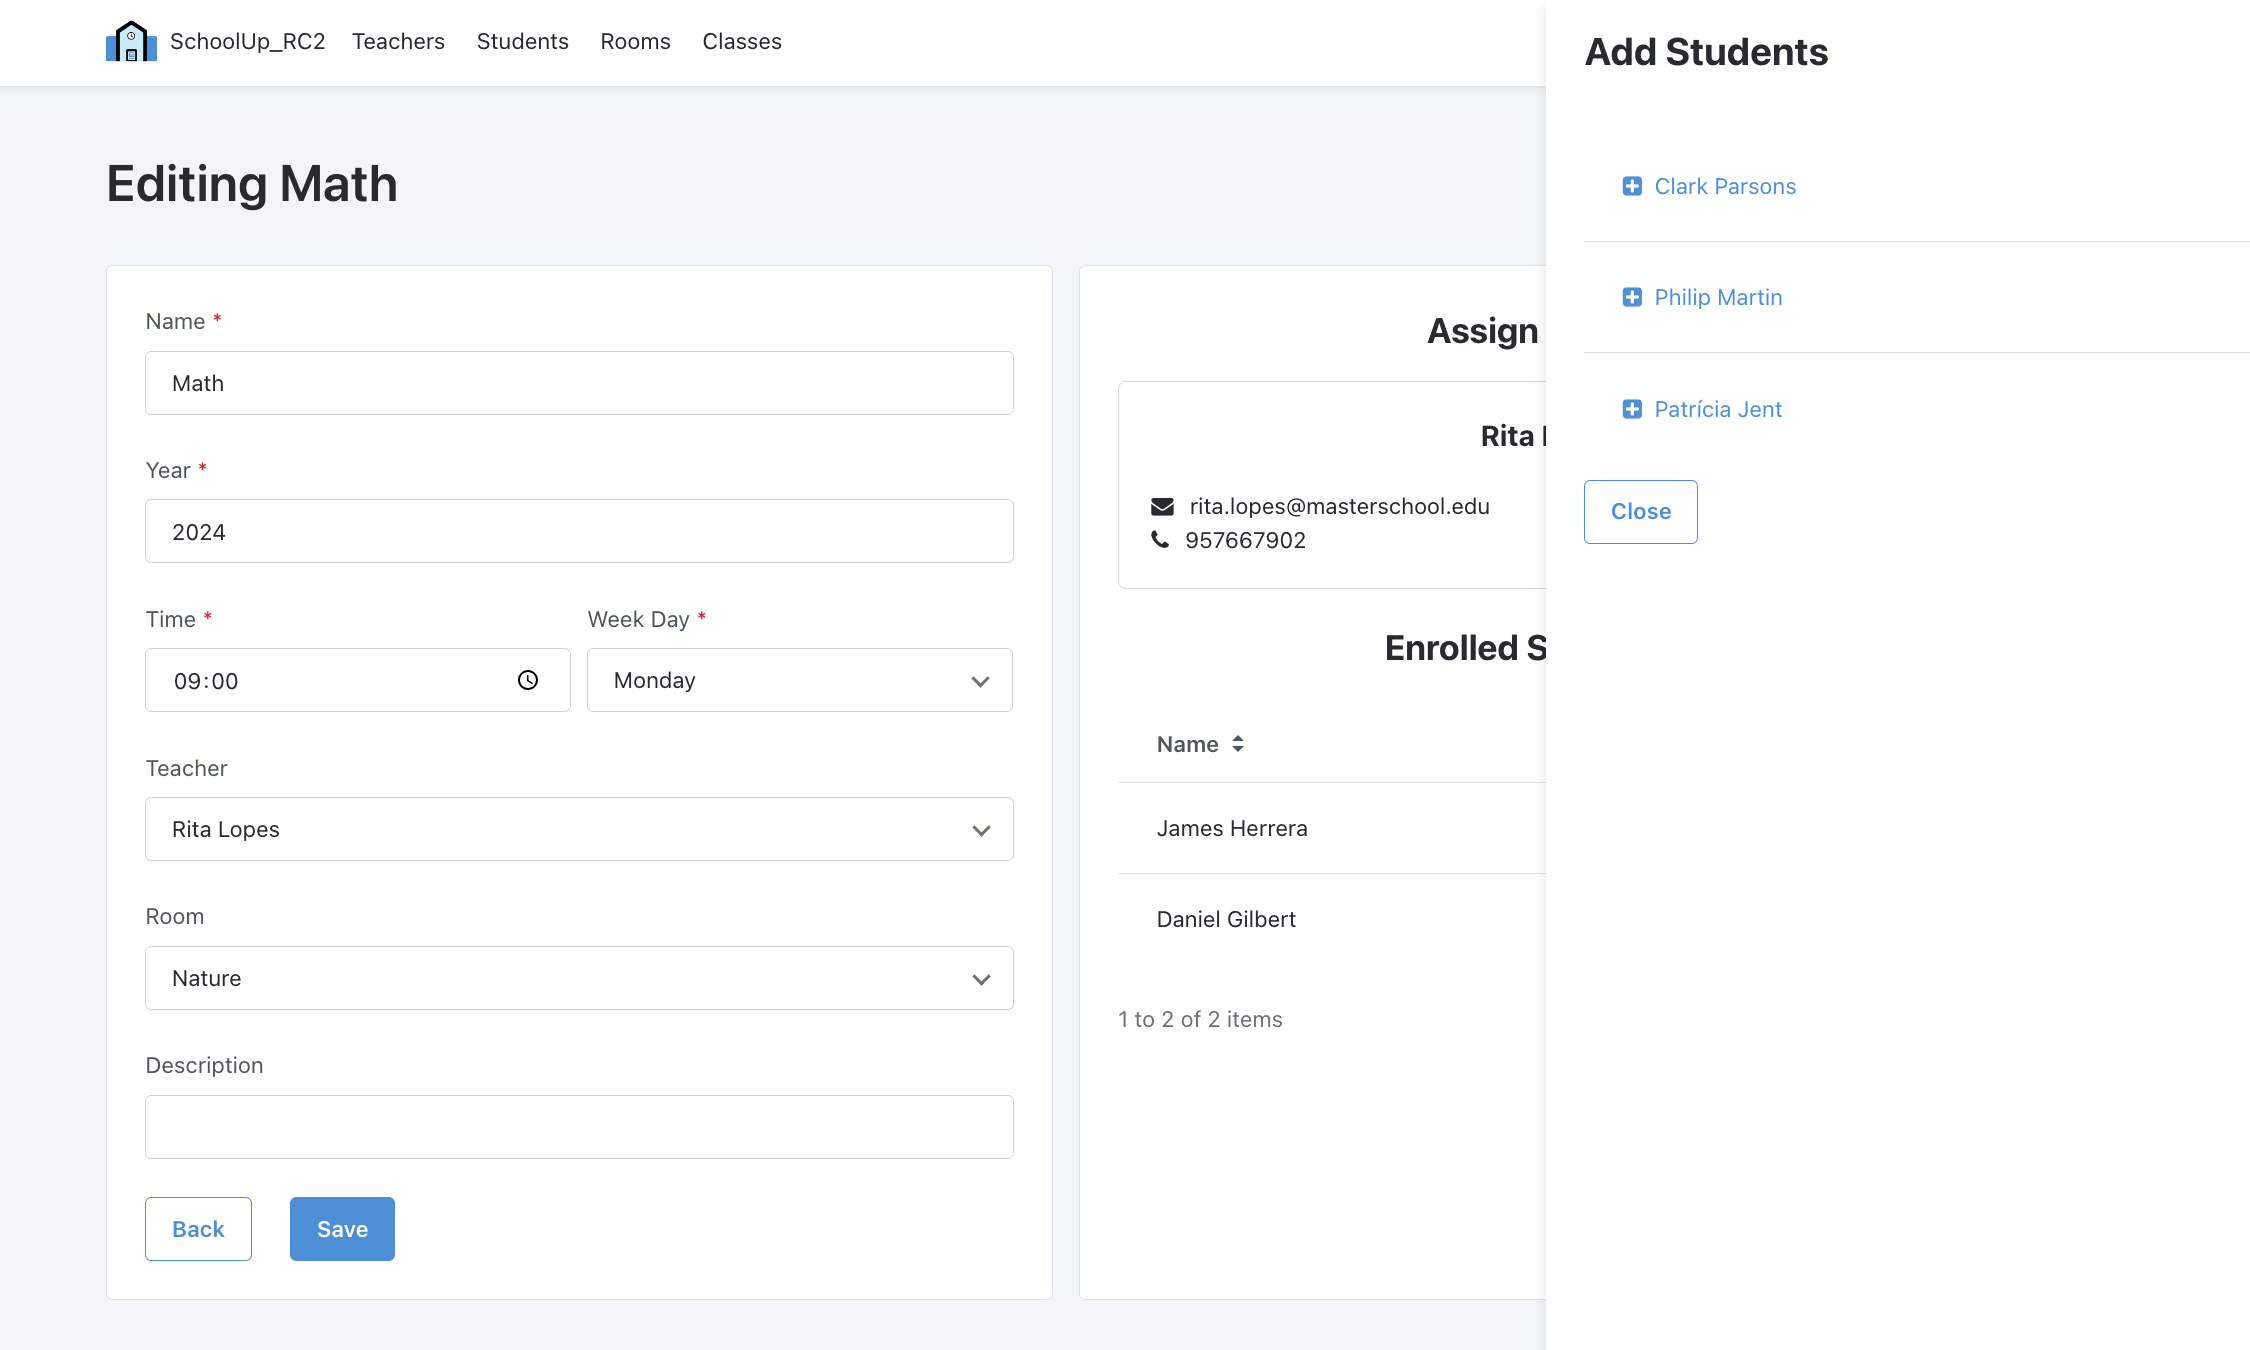 SchoolUp_RC2 Teachers Students Rooms Classes
Editing Math
Name *
Math
Year *
2024
Time * Week Day *
09:00 Monday
Teacher
Rita Lopes
Room
Nature
Description
Back Save
Assign
Rita
rita.lopes@masterschool.edu
957667902
Enrolled S
Name
James Herrera
Daniel Gilbert
1 to 2 of 2 items
Add Students
Clark Parsons
Philip Martin
Patrícia Jent
Close